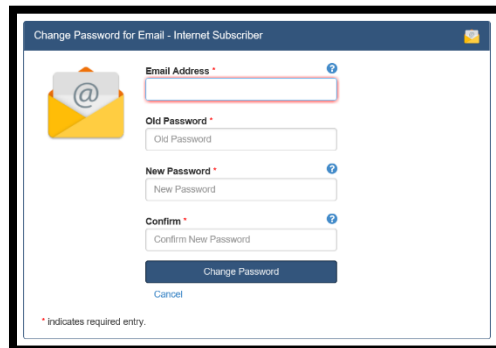 Change Password for Email - Internet Subscriber
@
Email Address *
?
Old Password *
Old Password
New Password *
?
New Password
Confirm *
?
Confirm New Password
Change Password
Cancel
* indicates required entry.